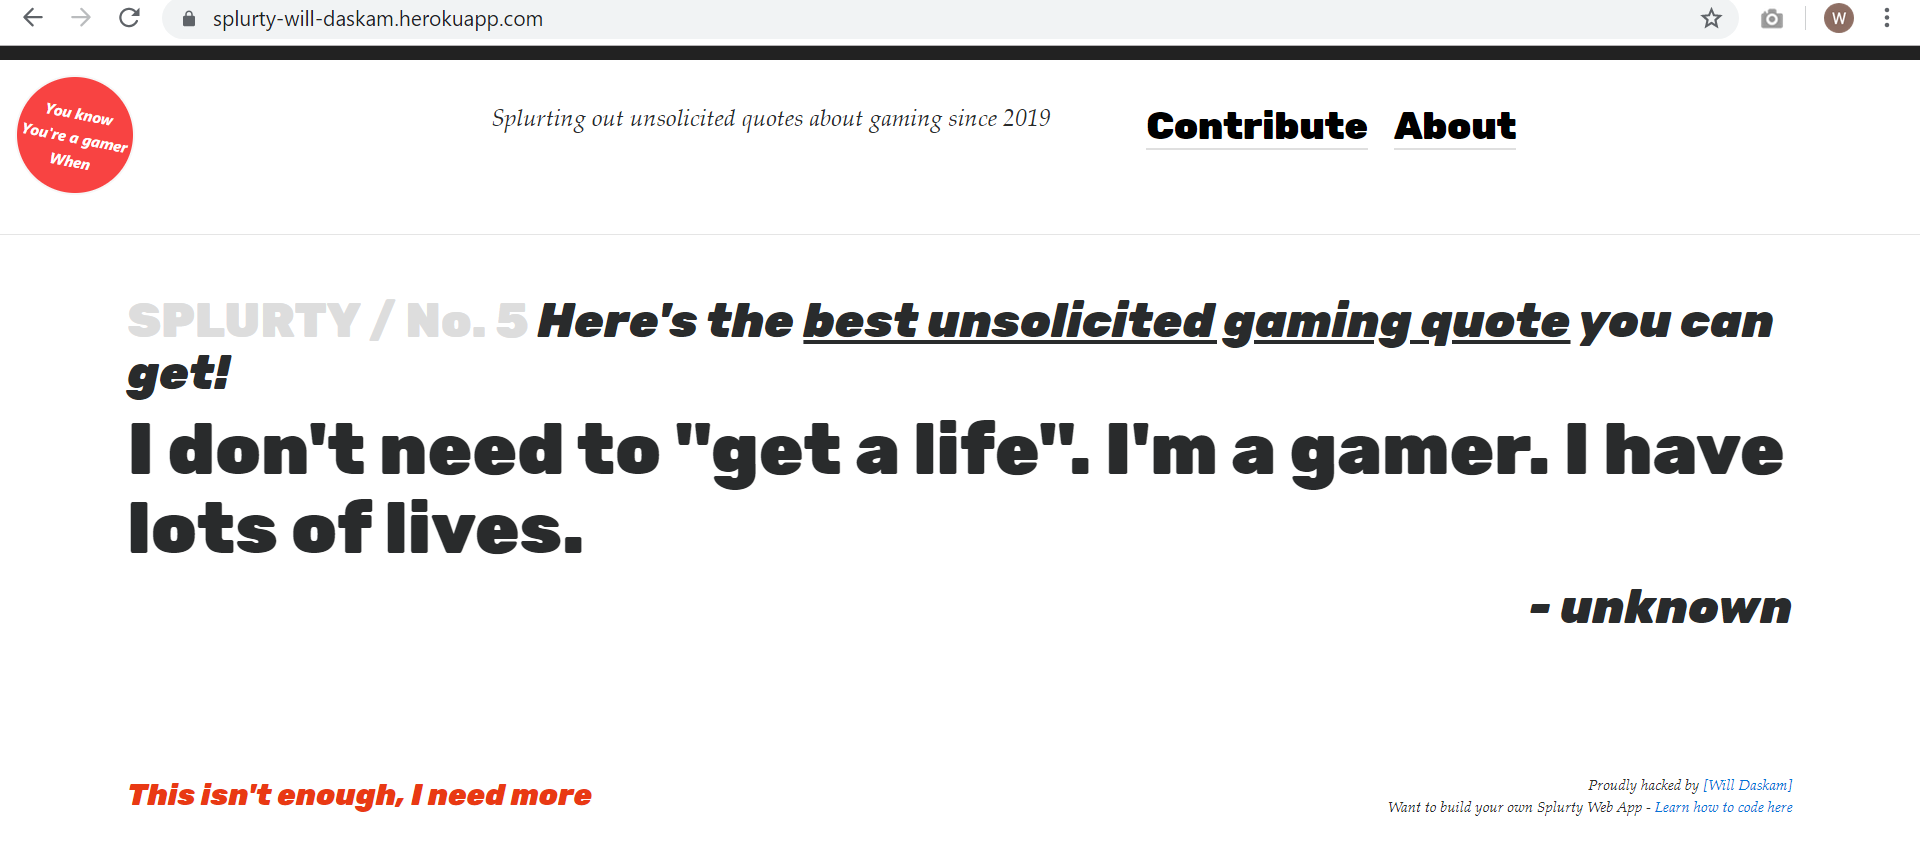 splurty-will-daskam.herokuapp.com
W
You know
You're a gamer
When
Splurting out unsolicited quotes about gaming since 2019
Contribute About
SPLURTY / No. 5 Here's the best unsolicited gaming quote you can
get!
I don't need to "get a life". I'm a gamer. I have
lots of lives.
- unknown
This isn't enough, I need more
Proudly hacked by [Will Daskam]
Want to build your own Splurty Web App - Learn how to code here